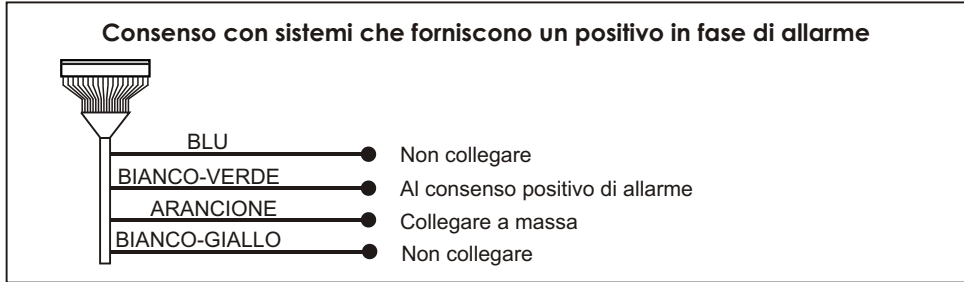 Consenso con sistemi che forniscono un positivo in fase di allarme
BLU Non collegare
BIANCO-VERDE Al consenso positivo di allarme
ARANCIONE Collegare a massa
BIANCO-GIALLO Non collegare